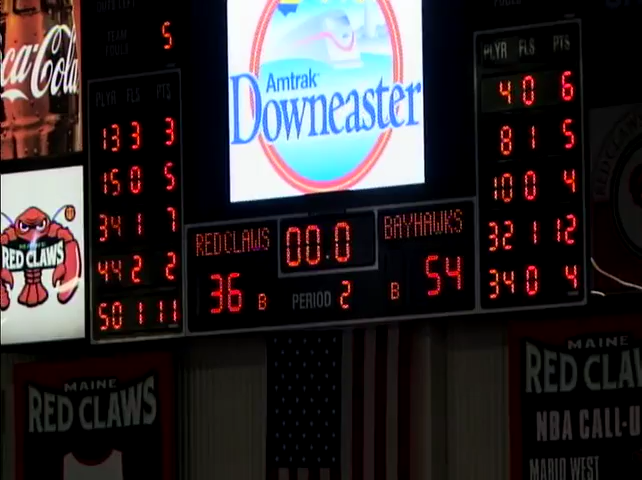 Coca-Cola
TEAM
FOULS 5
PLYR FLS PTS
13 3 3
15 0 5
34 1 7
44 2 2
50 1 11
RED CLAWS
Amtrak
Downeaster
RED CLAWS 00.0 BAYHAWKS
36 B PERIOD 2 B 54
PLYR FLS PTS
4 0 6
8 1 5
10 0 4
32 1 12
34 0 4
MAINE
RED CLAWS
MAINE
RED CLAW
NBA CALL-U
MARIO WEST